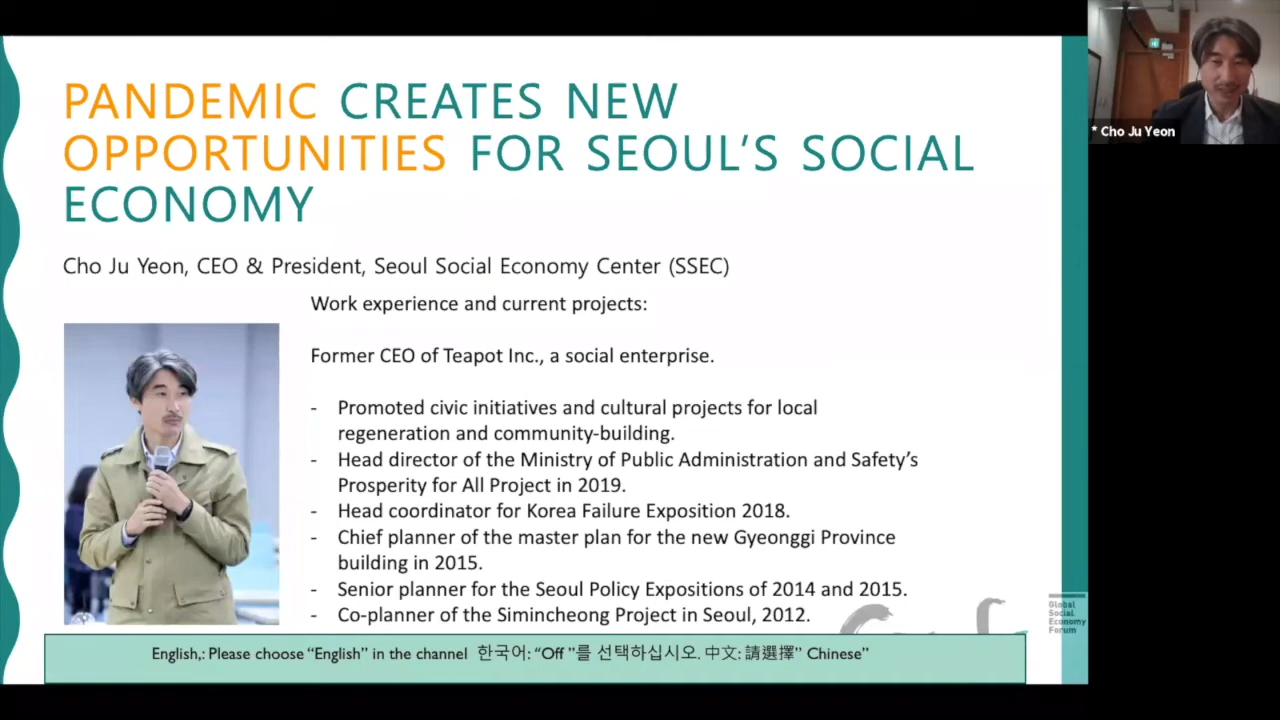 PANDEMIC CREATES NEW
OPPORTUNITIES FOR SEOUL'S SOCIAL
ECONOMY
Cho Ju Yeon, CEO & President, Seoul Social Economy Center (SSEC)
Work experience and current projects:
Former CEO of Teapot Inc., a social enterprise.
- Promoted civic initiatives and cultural projects for local
regeneration and community-building.
- Head director of the Ministry of Public Administration and Safety's
Prosperity for All Project in 2019.
- Head coordinator for Korea Failure Exposition 2018.
- Chief planner of the master plan for the new Gyeonggi Province
building in 2015.
- Senior planner for the Seoul Policy Expositions of 2014 and 2015.
- Co-planner of the Simincheong Project in Seoul, 2012.
Global
Social
Economy
Forum
English,: Please choose “English” in the channel 한국어: “Off ”를 선택하십시오. 中文: 請選擇” Chinese”
* Cho Ju Yeon